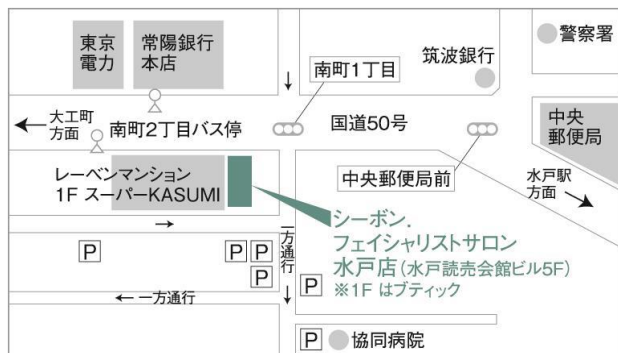 東京
電力
常陽銀行
本店
南町1丁目
筑波銀行
警察署
大工町
方面
南町2丁目バス停
国道50号
中央
郵便局
レーベンマンション
1F スーパーKASUMI
中央郵便局前
水戸駅
方面
シーボン.
フェイシャリストサロン
水戸店(水戸読売会館ビル5F)
※1F はブティック
一方通行
P
P
P
P
P
一方通行
P
協同病院